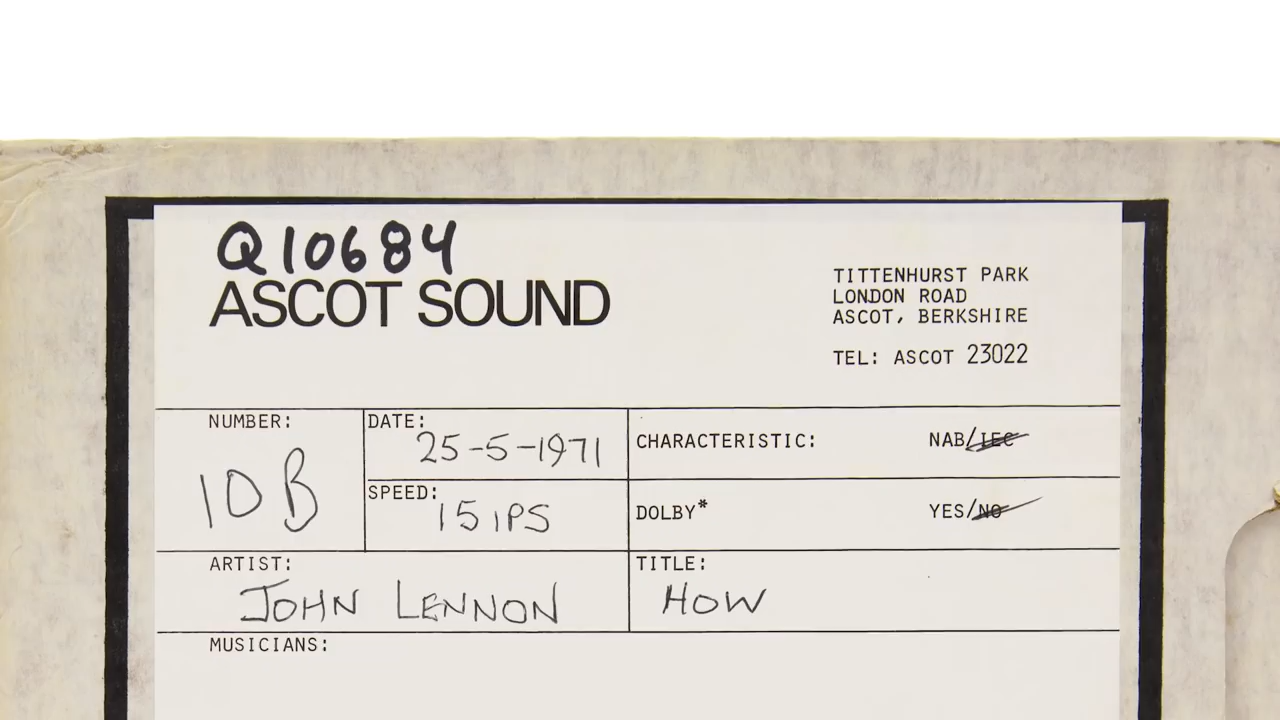 Q10684
ASCOT SOUND
TITTENHURST PARK
LONDON ROAD
ASCOT, BERKSHIRE
TEL: ASCOT 23022
NUMBER:
10B
DATE:
25-5-1971
SPEED:
15 IPS
CHARACTERISTIC: NAB/IEC
DOLBY* YES/NO
ARTIST:
JOHN LENNON
TITLE:
HOW
MUSICIANS: